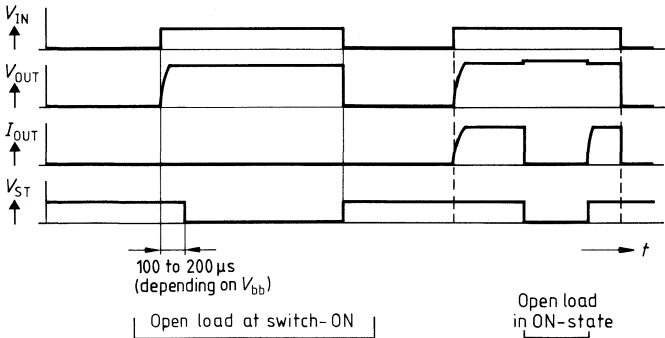 V_IN
V_OUT
I_OUT
V_ST
t
100 to 200 µs
(depending on V_bb)
Open load at switch-ON
Open load
in ON-state